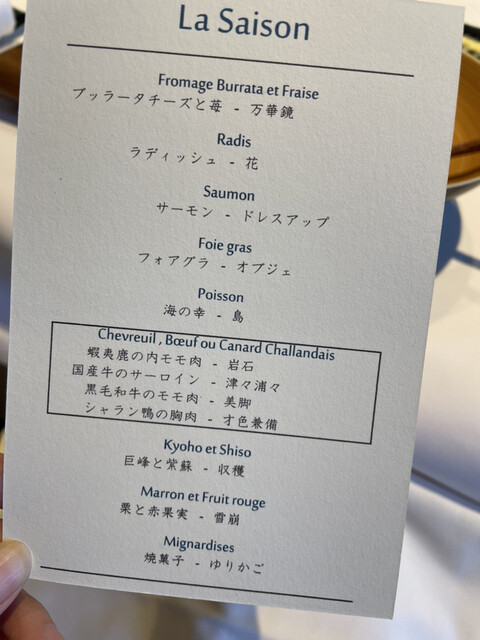 La Saison
Fromage Burrata et Fraise
ブッラータチーズと苺 - 万華鏡
Radis
ラディッシュ - 花
Saumon
サーモン - ドレスアップ
Foie gras
フォアグラ - オブジェ
Poisson
海の幸 - 島
Chevreuil , Bœuf ou Canard Challandais
蝦夷鹿の内モモ肉 - 岩石
国産牛のサーロイン - 津々浦々
黒毛和牛のモモ肉 - 美脚
シャラン鴨の胸肉 - 才色兼備
Kyoho et Shiso
巨峰と紫蘇 - 収穫
Marron et Fruit rouge
栗と赤果実 - 雪崩
Mignardises
焼菓子 - ゆりかご